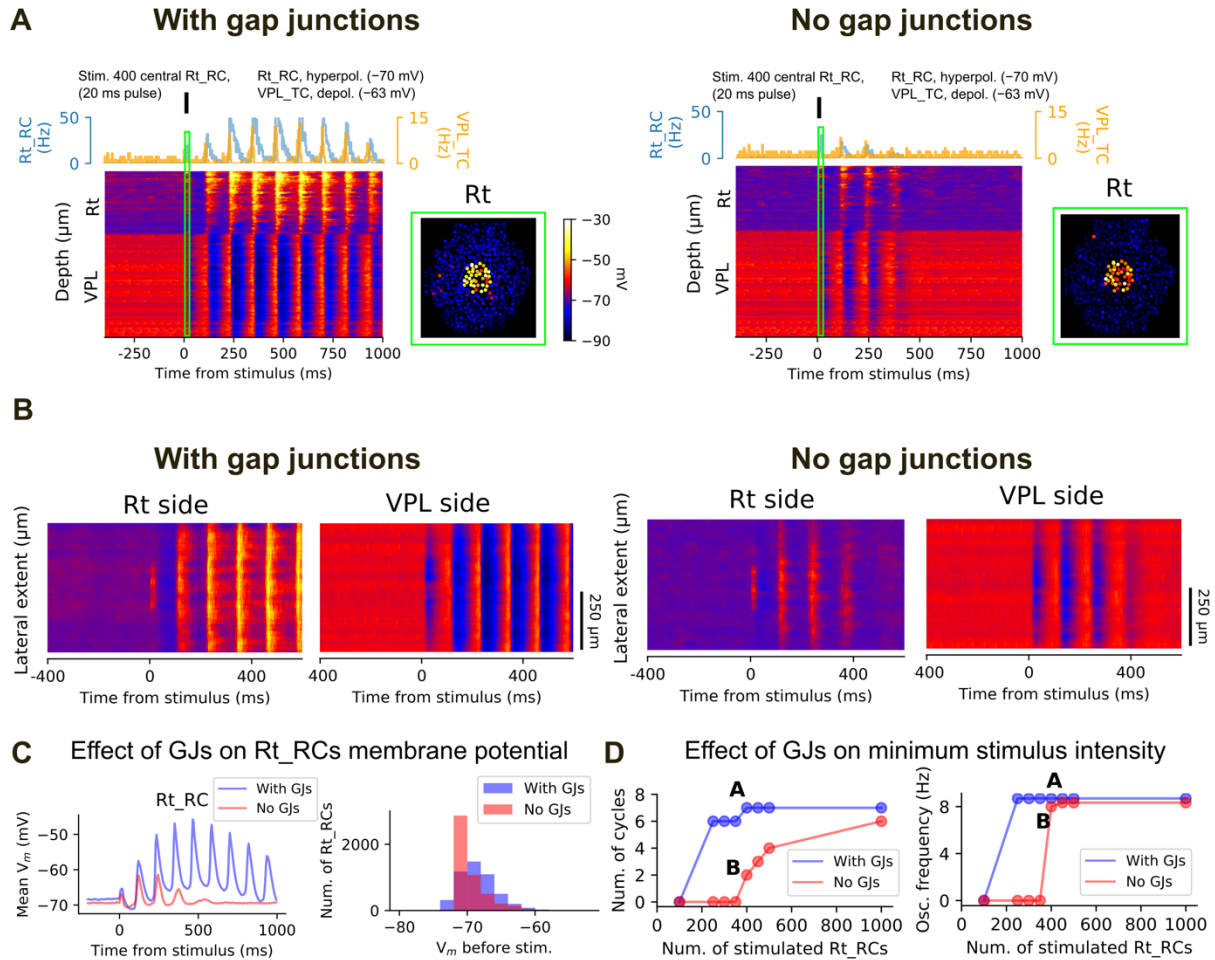 A
With gap junctions
No gap junctions
Stim. 400 central Rt_RC,
(20 ms pulse)
Rt_RC, hyperpol. (−70 mV)
VPL_TC, depol. (−63 mV)
Stim. 400 central Rt_RC,
(20 ms pulse)
Rt_RC, hyperpol. (−70 mV)
VPL_TC, depol. (−63 mV)
Rt_RC
(Hz)
50
0
15
0
VPL_TC
(Hz)
Rt_RC
(Hz)
50
0
15
0
VPL_TC
(Hz)
Depth (μm)
Rt
VPL
Rt
−30
−50
−70
−90
mV
Depth (μm)
Rt
VPL
Rt
-250 0 250 500 750 1000
Time from stimulus (ms)
-250 0 250 500 750 1000
Time from stimulus (ms)
B
With gap junctions
No gap junctions
Rt side
VPL side
Rt side
VPL side
Lateral extent (μm)
250 μm
Lateral extent (μm)
250 μm
-400 0 400
Time from stimulus (ms)
-400 0 400
Time from stimulus (ms)
-400 0 400
Time from stimulus (ms)
-400 0 400
Time from stimulus (ms)
C
Effect of GJs on Rt_RCs membrane potential
Rt_RC
With GJs
No GJs
Mean Vm (mV)
−50
−60
−70
0 500 1000
Time from stimulus (ms)
With GJs
No GJs
Num. of Rt_RCs
2000
0
−80 −60
Vm before stim.
D
Effect of GJs on minimum stimulus intensity
A
B
With GJs
No GJs
Num. of cycles
8
6
4
2
0
0 200 400 600 800 1000
Num. of stimulated Rt_RCs
A
B
With GJs
No GJs
Osc. frequency (Hz)
8
4
0
0 200 400 600 800 1000
Num. of stimulated Rt_RCs